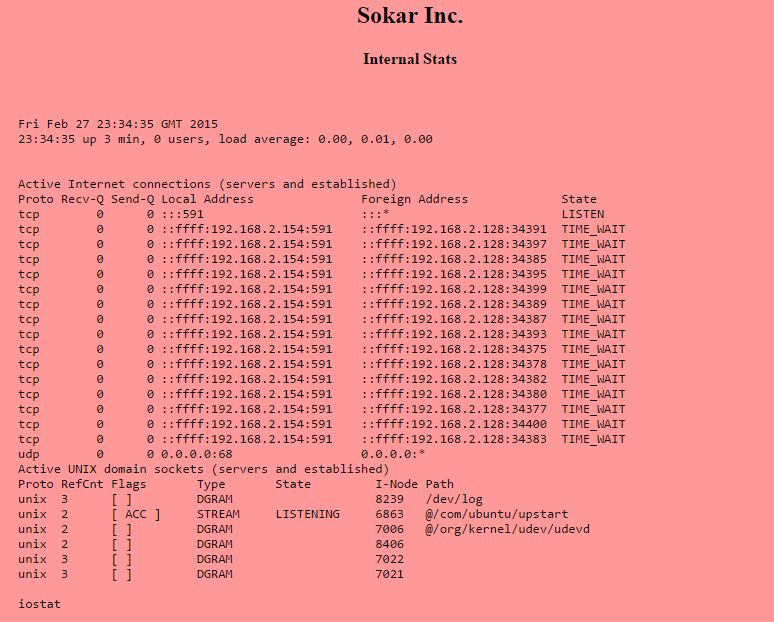 Sokar Inc.
Internal Stats
Fri Feb 27 23:34:35 GMT 2015
23:34:35 up 3 min, 0 users, load average: 0.00, 0.01, 0.00
Active Internet connections (servers and established)
Proto Recv-Q Send-Q Local Address Foreign Address State
tcp 0 0 :::591 :::* LISTEN
tcp 0 0 ::ffff:192.168.2.154:591 ::ffff:192.168.2.128:34391 TIME_WAIT
tcp 0 0 ::ffff:192.168.2.154:591 ::ffff:192.168.2.128:34397 TIME_WAIT
tcp 0 0 ::ffff:192.168.2.154:591 ::ffff:192.168.2.128:34385 TIME_WAIT
tcp 0 0 ::ffff:192.168.2.154:591 ::ffff:192.168.2.128:34395 TIME_WAIT
tcp 0 0 ::ffff:192.168.2.154:591 ::ffff:192.168.2.128:34399 TIME_WAIT
tcp 0 0 ::ffff:192.168.2.154:591 ::ffff:192.168.2.128:34389 TIME_WAIT
tcp 0 0 ::ffff:192.168.2.154:591 ::ffff:192.168.2.128:34387 TIME_WAIT
tcp 0 0 ::ffff:192.168.2.154:591 ::ffff:192.168.2.128:34393 TIME_WAIT
tcp 0 0 ::ffff:192.168.2.154:591 ::ffff:192.168.2.128:34375 TIME_WAIT
tcp 0 0 ::ffff:192.168.2.154:591 ::ffff:192.168.2.128:34378 TIME_WAIT
tcp 0 0 ::ffff:192.168.2.154:591 ::ffff:192.168.2.128:34382 TIME_WAIT
tcp 0 0 ::ffff:192.168.2.154:591 ::ffff:192.168.2.128:34380 TIME_WAIT
tcp 0 0 ::ffff:192.168.2.154:591 ::ffff:192.168.2.128:34377 TIME_WAIT
tcp 0 0 ::ffff:192.168.2.154:591 ::ffff:192.168.2.128:34400 TIME_WAIT
tcp 0 0 ::ffff:192.168.2.154:591 ::ffff:192.168.2.128:34383 TIME_WAIT
udp 0 0 0.0.0.0:68 0.0.0.0:*
Active UNIX domain sockets (servers and established)
Proto RefCnt Flags Type State I-Node Path
unix 3 [ ] DGRAM 8239 /dev/log
unix 2 [ ACC ] STREAM LISTENING 6863 @/com/ubuntu/upstart
unix 2 [ ] DGRAM 7006 @/org/kernel/udev/udevd
unix 2 [ ] DGRAM 8406
unix 3 [ ] DGRAM 7022
unix 3 [ ] DGRAM 7021
iostat